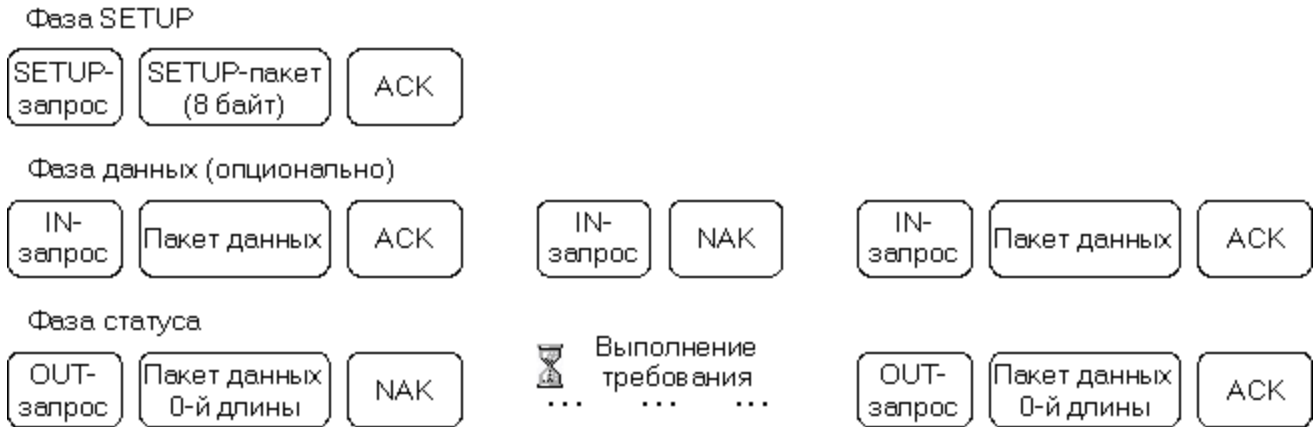 Фаза SETUP
SETUP-
запрос
SETUP-пакет
(8 байт)
ACK
Фаза данных (опционально)
IN-
запрос
Пакет данных
ACK
IN-
запрос
NAK
IN-
запрос
Пакет данных
ACK
Фаза статуса
OUT-
запрос
Пакет данных
0-й длины
NAK
Выполнение
требования
... ... ...
OUT-
запрос
Пакет данных
0-й длины
ACK